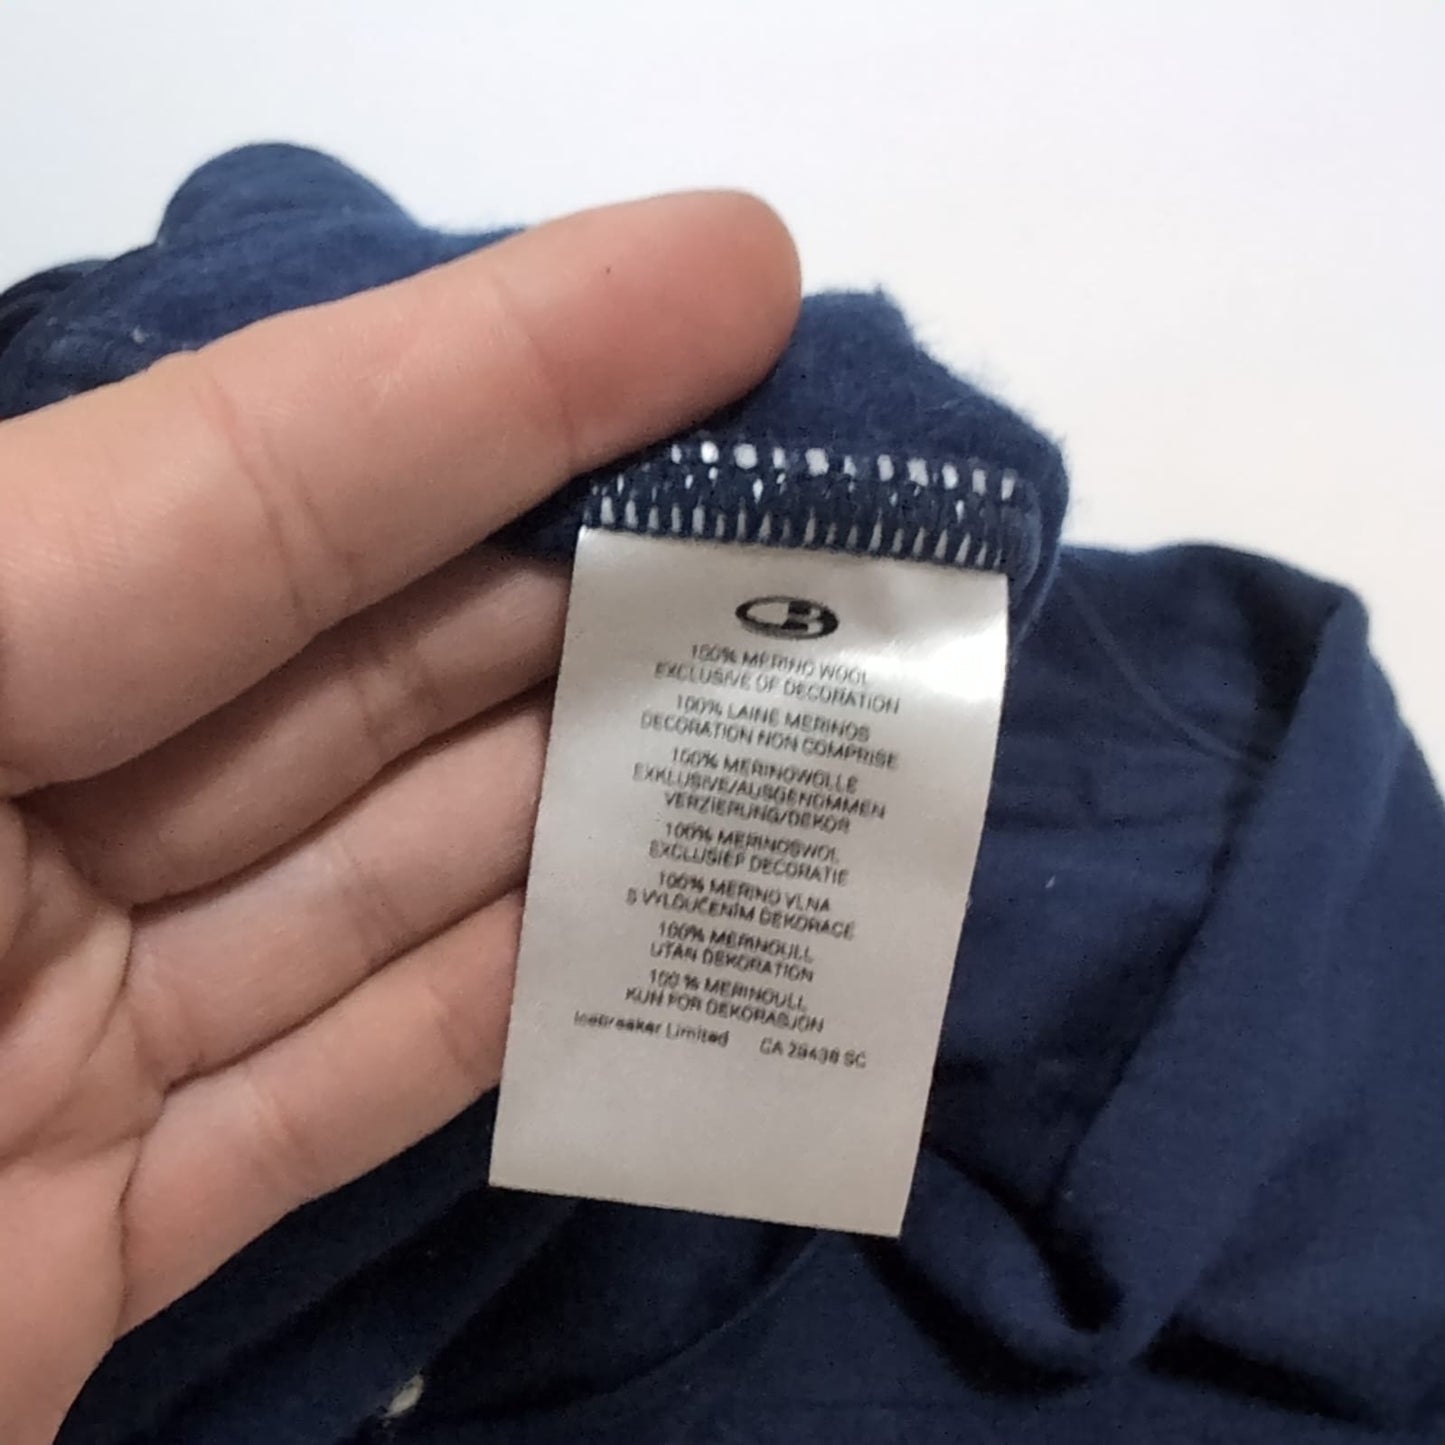 100% MERINO WOOL
EXCLUSIVE OF DECORATION
100% LAINE MERINOS
DECORATION NON COMPRISE
100% MERINOWOLLE
EXKLUSIVE/AUSGENOMMEN
VERZIERUNG/DEKOR
100% MERINOSWOL
EXCLUSIEF DECORATIE
100% MERINO VLNA
S VYLOUČENÍM DEKORACE
100% MERINOULL
UTAN DEKORATION
100 % MERINOULL
KUN FOR DEKORASJON
Icebreaker Limited CA 29438 SC